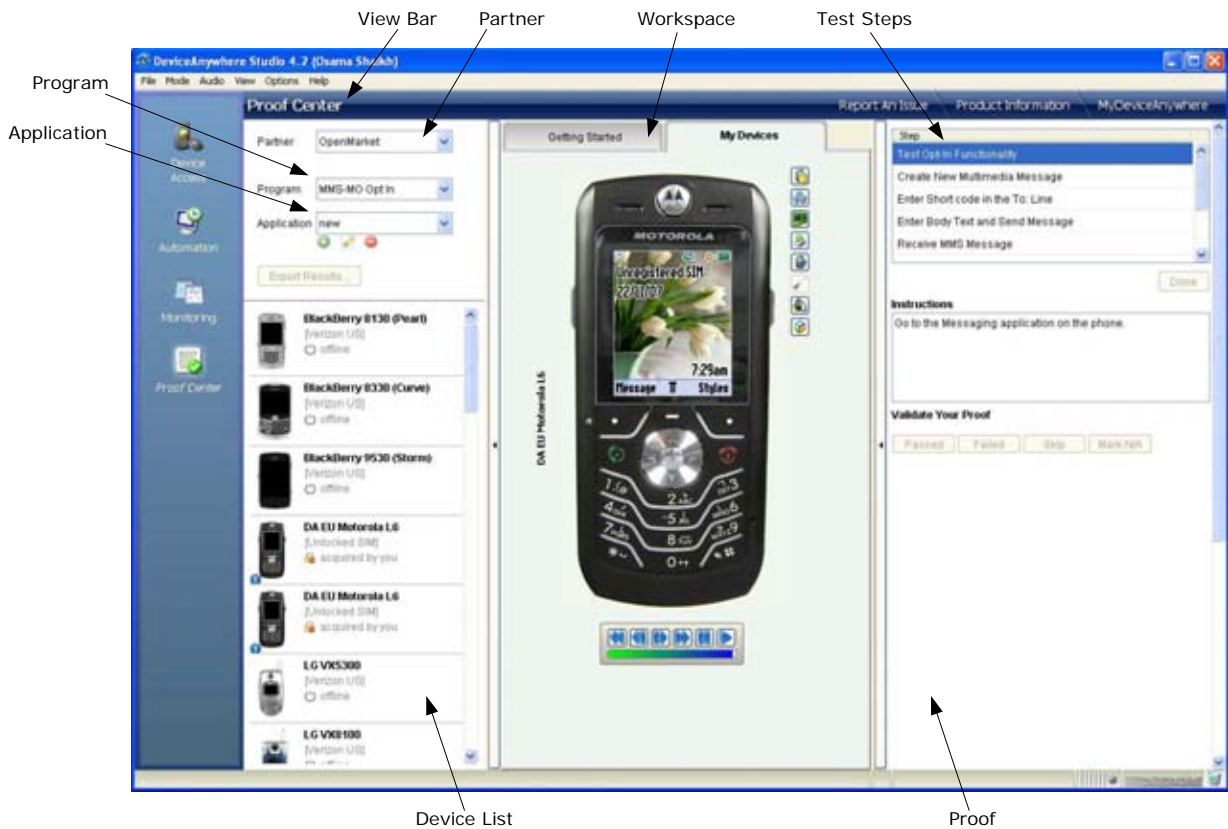 View Bar
Partner
Workspace
Test Steps
Program
Application
DeviceAnywhere Studio 4.2 (Osama Shaikh)
File Mode Audio View Options Help
Proof Center
Report An Issue
Product Information
MyDeviceAnywhere
Device Access
Automation
Monitoring
Proof Center
Partner OpenMarket
Program MMS-MO Opt In
Application new
Export Results...
BlackBerry 8130 (Pearl)
[Verizon US]
offline
BlackBerry 8330 (Curve)
[Verizon US]
offline
BlackBerry 9530 (Storm)
[Verizon US]
offline
DA EU Motorola L6
[Unlocked SIM]
acquired by you
DA EU Motorola L6
[Unlocked SIM]
acquired by you
LG VX5300
[Verizon US]
offline
LG VX8100
[Verizon US]
Getting Started
My Devices
DA EU Motorola L6
MOTOROLA
Unregistered SIM
22/01/07
7:29am
Message
Styles
Step
Test Opt-In Functionality
Create New Multimedia Message
Enter Short code in the To: Line
Enter Body Text and Send Message
Receive MMS Message
Done
Instructions
Go to the Messaging application on the phone.
Validate Your Proof
Passed
Failed
Skip
Mark N/A
Device List
Proof